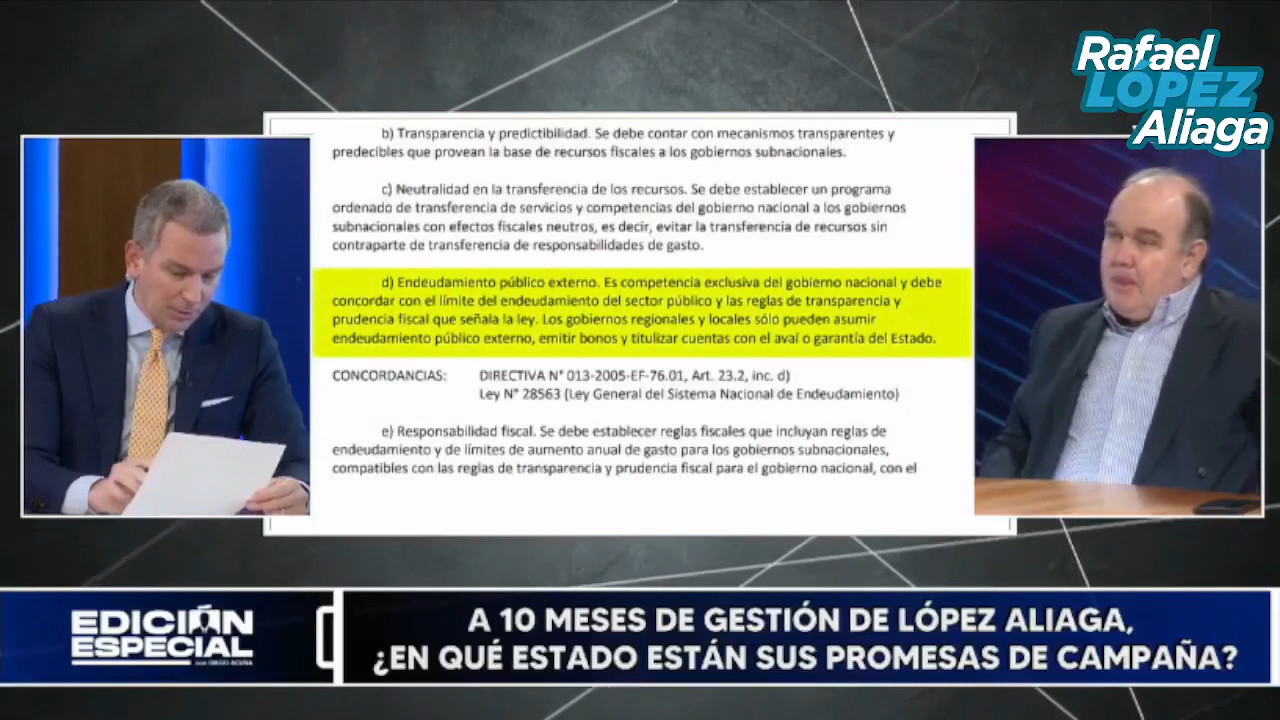 Rafael
LÓPEZ
Aliaga
b) Transparencia y predictibilidad. Se debe contar con mecanismos transparentes y
predecibles que provean la base de recursos fiscales a los gobiernos subnacionales.
c) Neutralidad en la transferencia de los recursos. Se debe establecer un programa
ordenado de transferencia de servicios y competencias del gobierno nacional a los gobiernos
subnacionales con efectos fiscales neutros, es decir, evitar la transferencia de recursos sin
contraparte de transferencia de responsabilidades de gasto.
d) Endeudamiento público externo. Es competencia exclusiva del gobierno nacional y debe
concordar con el límite del endeudamiento del sector público y las reglas de transparencia y
prudencia fiscal que señala la ley. Los gobiernos regionales y locales sólo pueden asumir
endeudamiento público externo, emitir bonos y titulizar cuentas con el aval o garantía del Estado.
CONCORDANCIAS: DIRECTIVA N° 013-2005-EF-76.01, Art. 23.2, inc. d)
Ley N° 28563 (Ley General del Sistema Nacional de Endeudamiento)
e) Responsabilidad fiscal. Se debe establecer reglas fiscales que incluyan reglas de
endeudamiento y de límites de aumento anual de gasto para los gobiernos subnacionales,
compatibles con las reglas de transparencia y prudencia fiscal para el gobierno nacional, con el
EDICIÓN
ESPECIAL
con DIEGO ACUÑA
A 10 MESES DE GESTIÓN DE LÓPEZ ALIAGA,
¿EN QUÉ ESTADO ESTÁN SUS PROMESAS DE CAMPAÑA?